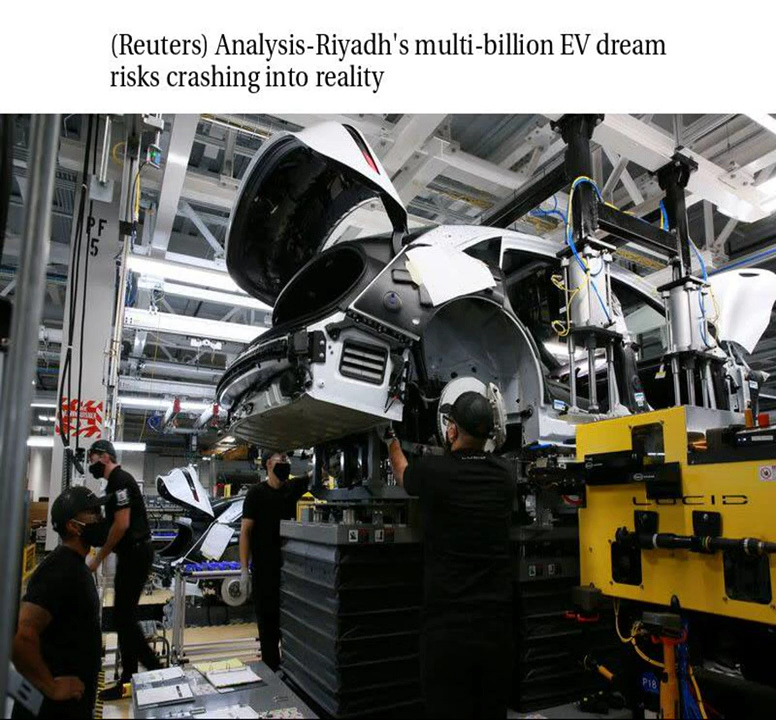 (Reuters) Analysis-Riyadh's multi-billion EV dream
risks crashing into reality
PF
5
LUCID
P18